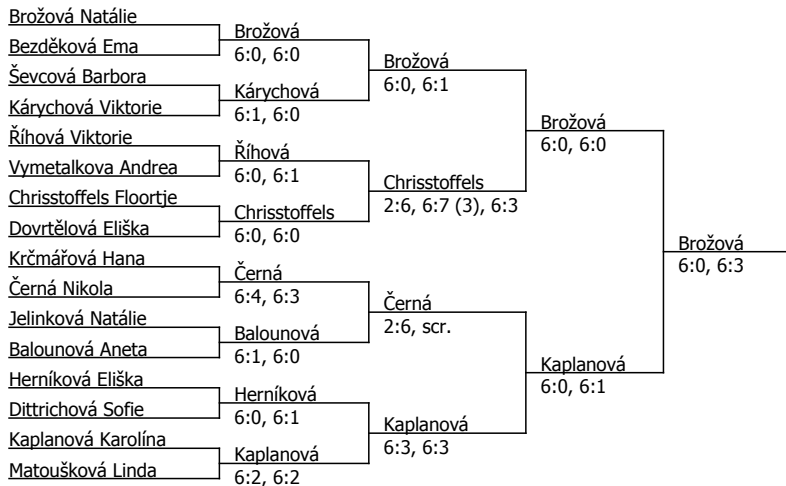 Brožová Natálie
Bezděková Ema
Ševcová Barbora
Kárychová Viktorie
Říhová Viktorie
Vymetalkova Andrea
Chrisstoffels Floortje
Dovrtělová Eliška
Krčmářová Hana
Černá Nikola
Jelinková Natálie
Balounová Aneta
Herníková Eliška
Dittrichová Sofie
Kaplanová Karolína
Matoušková Linda
Brožová
6:0, 6:0
Kárychová
6:1, 6:0
Říhová
6:0, 6:1
Chrisstoffels
6:0, 6:0
Černá
6:4, 6:3
Balounová
6:1, 6:0
Herníková
6:0, 6:1
Kaplanová
6:2, 6:2
Brožová
6:0, 6:1
Chrisstoffels
2:6, 6:7 (3), 6:3
Černá
2:6, scr.
Kaplanová
6:3, 6:3
Brožová
6:0, 6:0
Kaplanová
6:0, 6:1
Brožová
6:0, 6:3